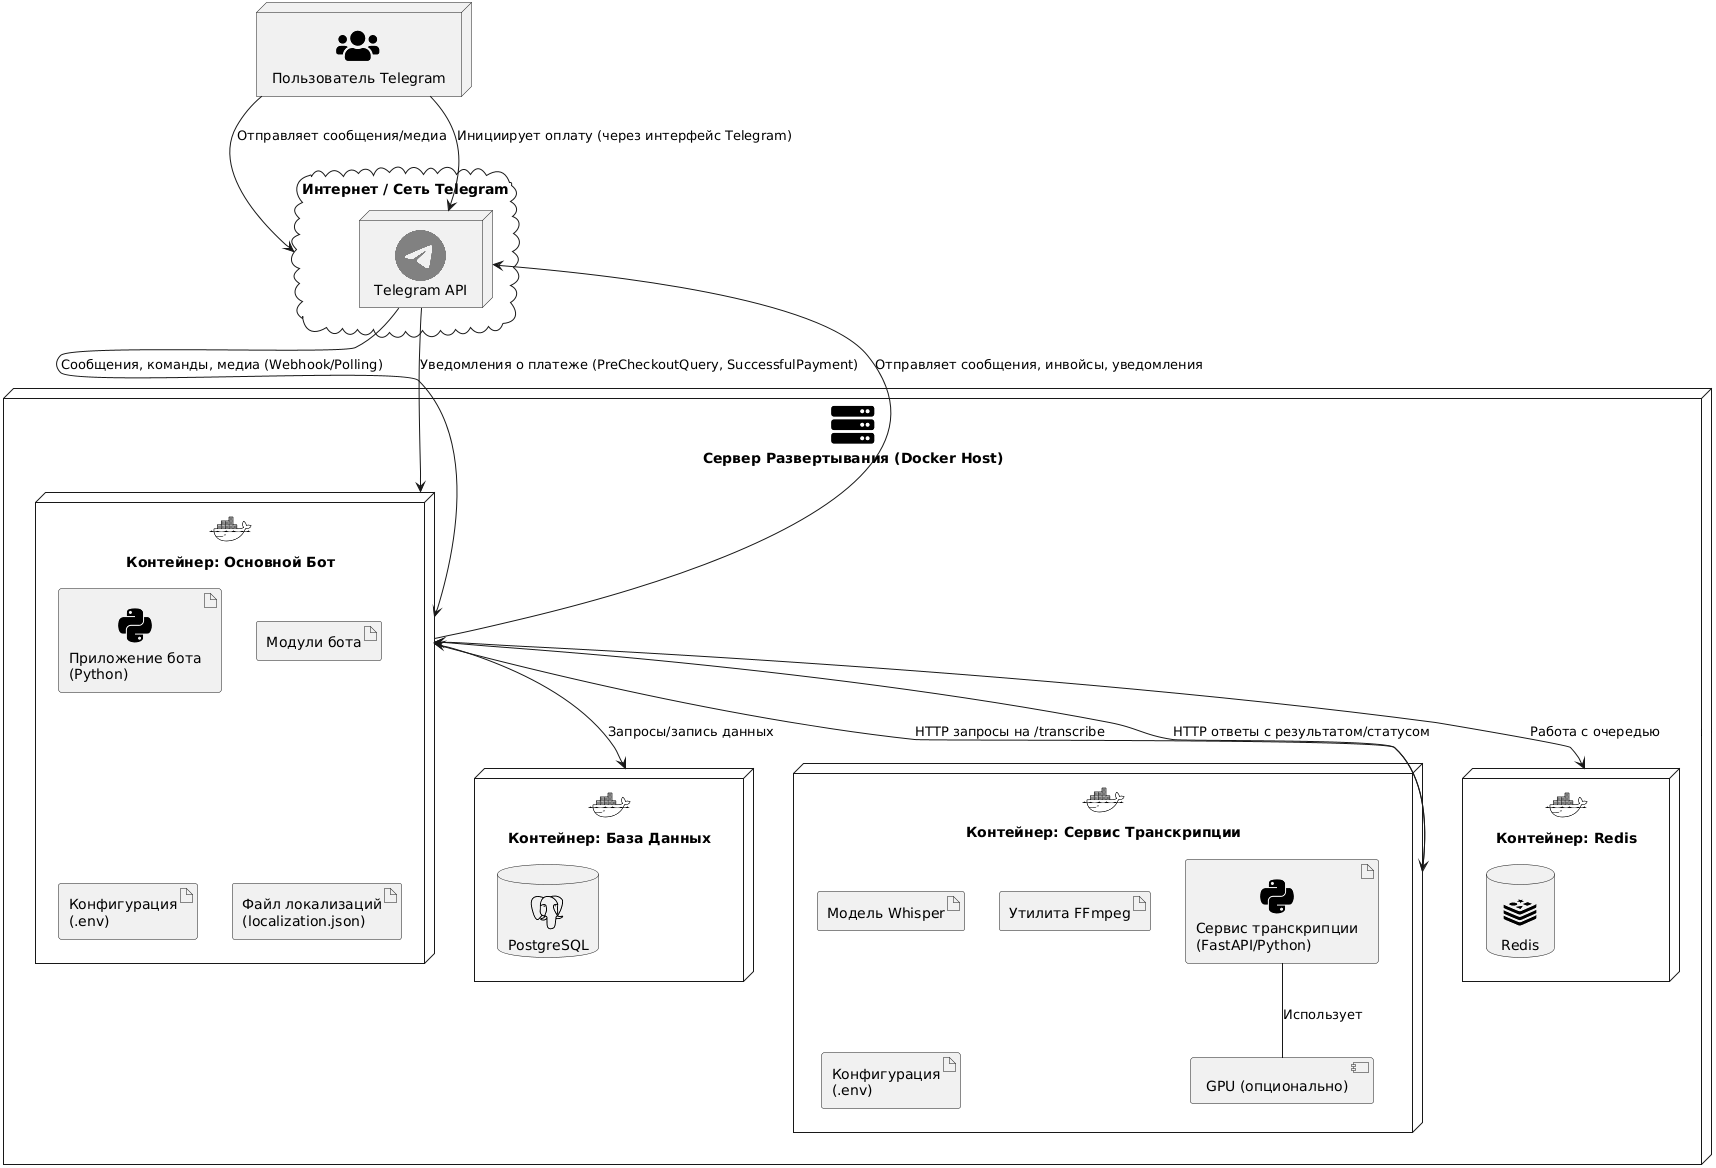 Пользователь Telegram
Отправляет сообщения/медиа
Инициирует оплату (через интерфейс Telegram)
Интернет / Сеть Telegram
Telegram API
Сообщения, команды, медиа (Webhook/Polling)
Уведомления о платеже (PreCheckoutQuery, SuccessfulPayment)
Отправляет сообщения, инвойсы, уведомления
Сервер Развертывания (Docker Host)
Контейнер: Основной Бот
Приложение бота
(Python)
Модули бота
Конфигурация
(.env)
Файл локализаций
(localization.json)
Запросы/запись данных
HTTP запросы на /transcribe
HTTP ответы с результатом/статусом
Работа с очередью
Контейнер: База Данных
PostgreSQL
Контейнер: Сервис Транскрипции
Модель Whisper
Утилита FFmpeg
Сервис транскрипции
(FastAPI/Python)
Использует
Конфигурация
(.env)
GPU (опционально)
Контейнер: Redis
Redis